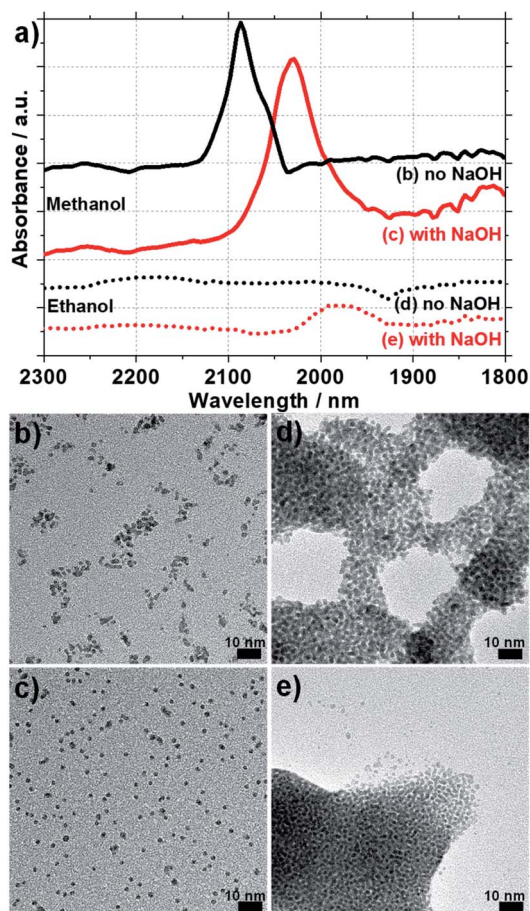 a)
Absorbance / a.u.
(b) no NaOH
Methanol
(c) with NaOH
Ethanol
(d) no NaOH
(e) with NaOH
2300 2200 2100 2000 1900 1800
Wavelength / nm
b)
10 nm
d)
10 nm
c)
10 nm
e)
10 nm